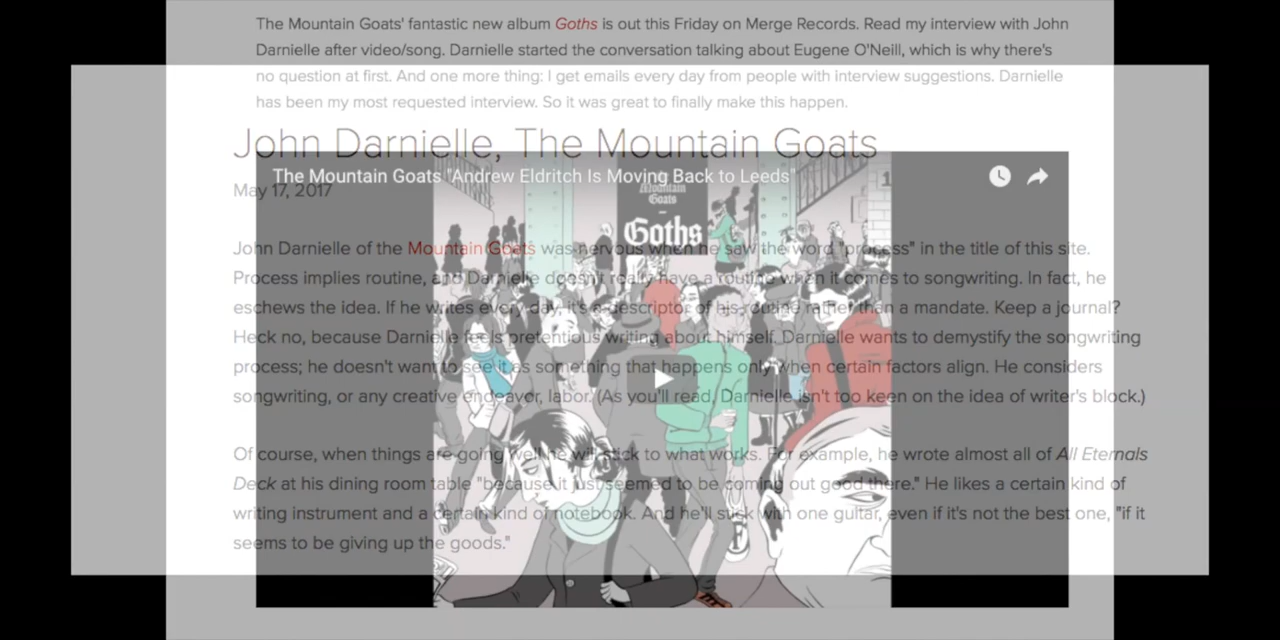 The Mountain Goats' fantastic new album Goths is out this Friday on Merge Records. Read my interview with John
Darnielle after video/song. Darnielle started the conversation talking about Eugene O'Neill, which is why there's
no question at first. And one more thing: I get emails every day from people with interview suggestions. Darnielle
has been my most requested interview. So it was great to finally make this happen.
John Darnielle, The Mountain Goats
The Mountain Goats "Andrew Eldritch Is Moving Back to Leeds"
May 17, 2017
the Mountain Goats
Goths
John Darnielle of the Mountain Goats was nervous when he saw the word "process" in the title of this site.
Process implies routine, and Darnielle doesn't really have a routine when it comes to songwriting. In fact, he
eschews the idea. If he writes every day, it's a descriptor of his routine rather than a mandate. Keep a journal?
Heck no, because Darnielle feels pretentious writing about himself. Darnielle wants to demystify the songwriting
process; he doesn't want to see it as something that happens only when certain factors align. He considers
songwriting, or any creative endeavor, labor. (As you'll read, Darnielle isn't too keen on the idea of writer's block.)
Of course, when things are going well he will stick to what works. For example, he wrote almost all of All Eternals
Deck at his dining room table "because it just seemed to be coming out good there." He likes a certain kind of
writing instrument and a certain kind of notebook. And he'll stick with one guitar, even if it's not the best one, "if it
seems to be giving up the goods."